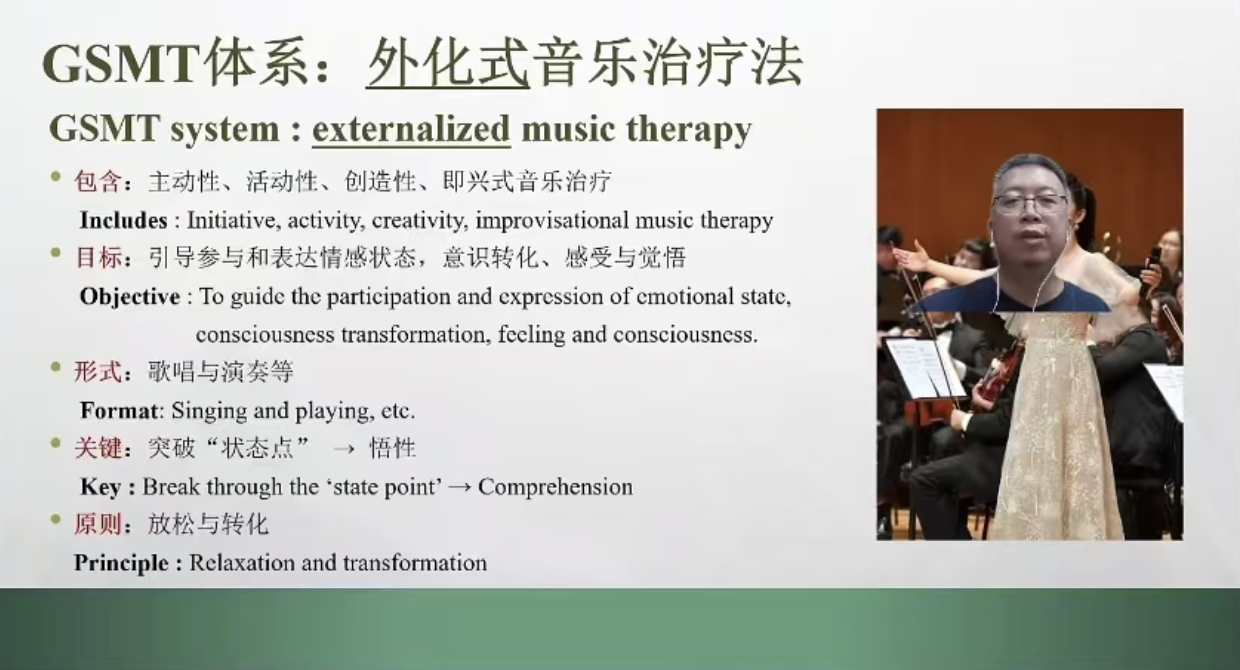 GSMT体系：外化式音乐治疗法
GSMT system : externalized music therapy
包含：主动性、活动性、创造性、即兴式音乐治疗
Includes : Initiative, activity, creativity, improvisational music therapy
目标：引导参与和表达情感状态，意识转化、感受与觉悟
Objective : To guide the participation and expression of emotional state,
consciousness transformation, feeling and consciousness.
形式：歌唱与演奏等
Format: Singing and playing, etc.
关键：突破“状态点” → 悟性
Key : Break through the ‘state point’ → Comprehension
原则：放松与转化
Principle : Relaxation and transformation